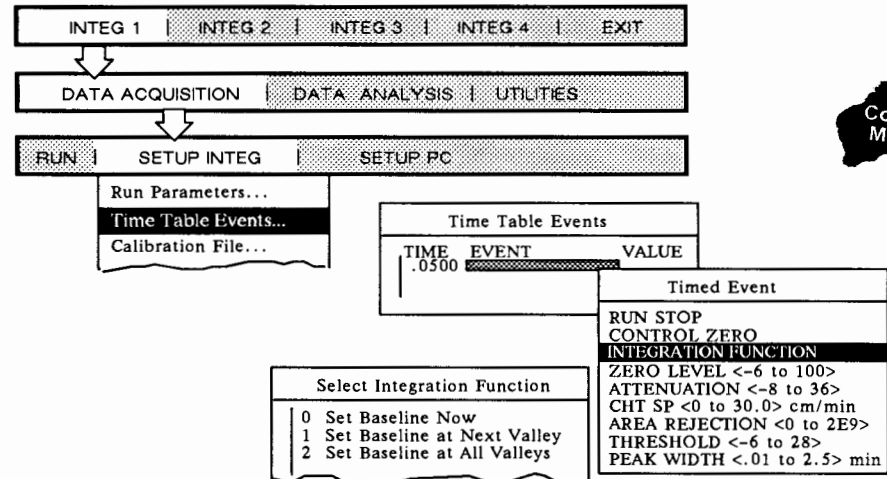 INTEG 1 | INTEG 2 | INTEG 3 | INTEG 4 | EXIT
DATA ACQUISITION | DATA ANALYSIS | UTILITIES
RUN | SETUP INTEG | SETUP PC
Run Parameters...
Time Table Events...
Calibration File...
Time Table Events
TIME EVENT VALUE
.0500
Timed Event
RUN STOP
CONTROL ZERO
INTEGRATION FUNCTION
ZERO LEVEL <-6 to 100>
ATTENUATION <-8 to 36>
CHT SP <0 to 30.0> cm/min
AREA REJECTION <0 to 2E9>
THRESHOLD <-6 to 28>
PEAK WIDTH <.01 to 2.5> min
Select Integration Function
0 Set Baseline Now
1 Set Baseline at Next Valley
2 Set Baseline at All Valleys